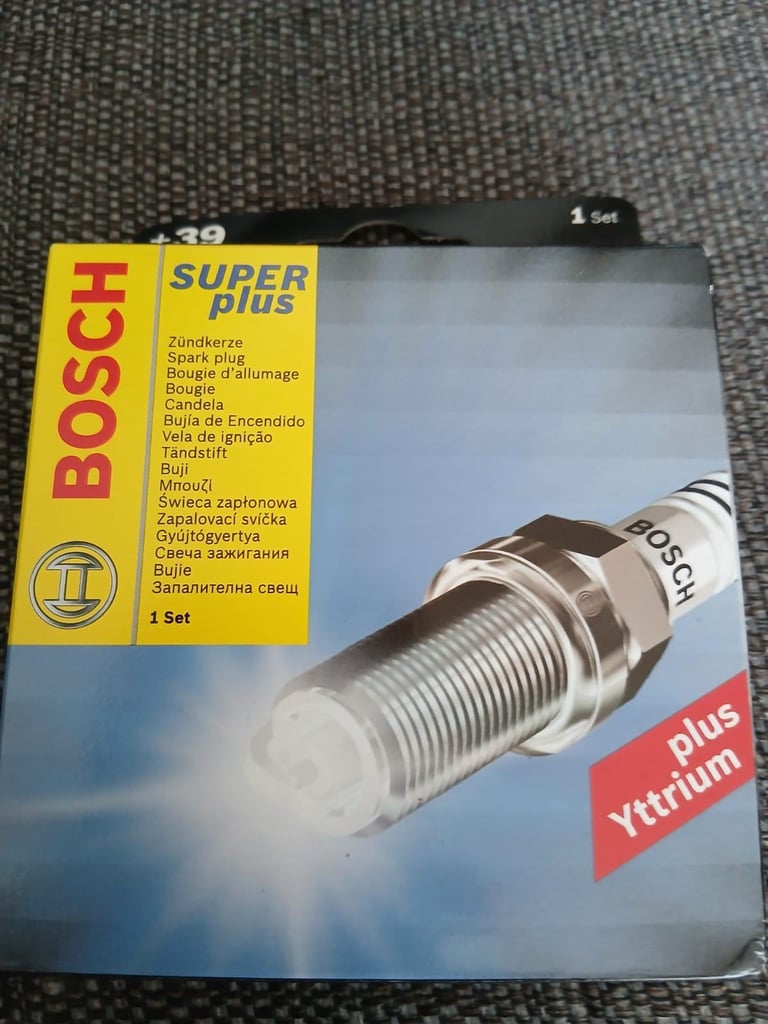 +39
1 Set
BOSCH
SUPER
plus
Zündkerze
Spark plug
Bougie d'allumage
Bougie
Candela
Bujía de Encendido
Vela de ignição
Tändstift
Buji
Μπουζί
Świeca zapłonowa
Zapalovací svíčka
Gyújtógyertya
Свеча зажигания
Bujie
Запалителна свещ
1 Set
BOSCH
plus
Yttrium